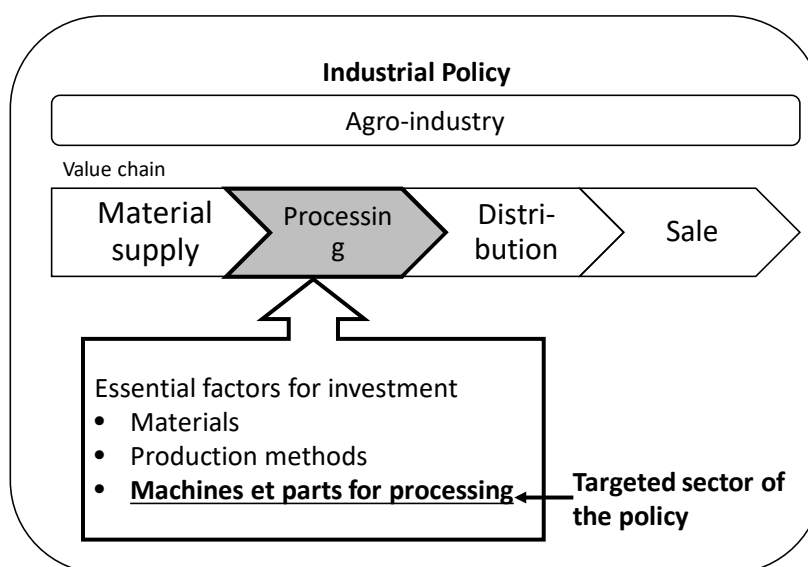 Industrial Policy
Agro-industry
Value chain
Material
supply
Processin
g
Distri-
bution
Sale
Essential factors for investment
• Materials
• Production methods
• Machines et parts for processing
Targeted sector of
the policy